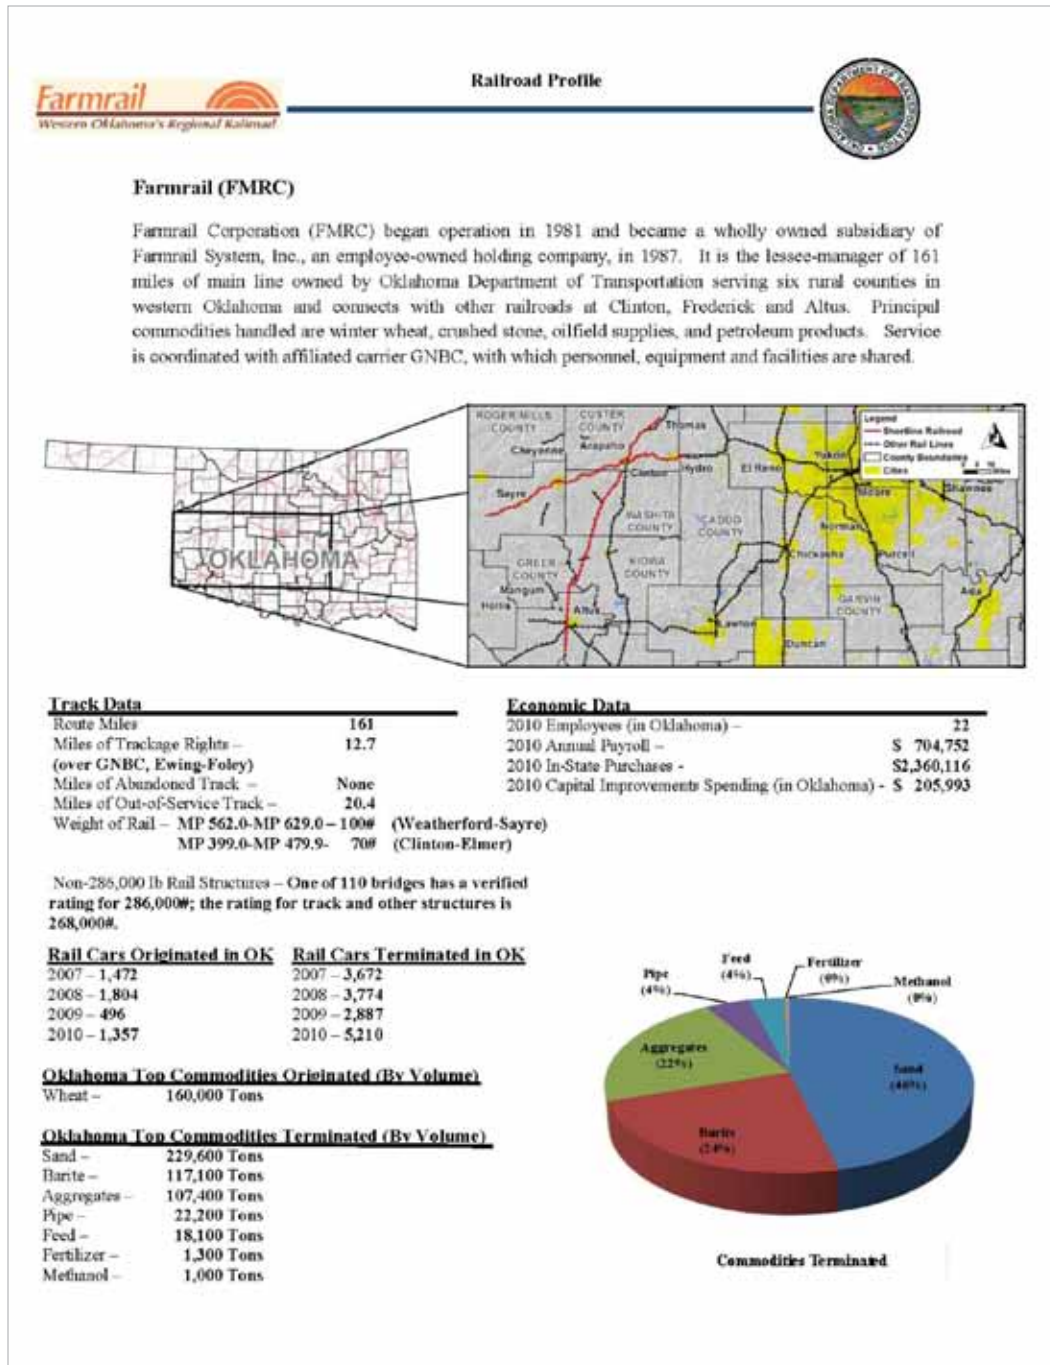 Railroad Profile
Farmrail
Western Oklahoma's Regional Railroad
OKLAHOMA DEPARTMENT OF TRANSPORTATION
Farmrail (FMRC)
Farmrail Corporation (FMRC) began operation in 1981 and became a wholly owned subsidiary of
Farmrail System, Inc., an employee-owned holding company, in 1987. It is the lessee-manager of 161
miles of main line owned by Oklahoma Department of Transportation serving six rural counties in
western Oklahoma and connects with other railroads at Clinton, Frederick and Altus. Principal
commodities handled are winter wheat, crushed stone, oilfield supplies, and petroleum products. Service
is coordinated with affiliated carrier GNBC, with which personnel, equipment and facilities are shared.
OKLAHOMA
ROGER MILLS
COUNTY
CUSTER
COUNTY
Thomas
Cheyenne
Arapaho
Clinton
Hydro
El Reno
Yukon
Sayre
Moore
Shawnee
WASHITA
COUNTY
CADDO
COUNTY
Norman
GREER
COUNTY
KIOWA
COUNTY
Chickasha
Purcell
Mangum
Hollis
Altus
GARVIN
COUNTY
Ada
Lawton
Duncan
Legend
Shortline Railroad
Other Rail Lines
County Boundaries
Cities
Miles
Track Data
Route Miles 161
Miles of Trackage Rights – 12.7
(over GNBC, Ewing-Foley)
Miles of Abandoned Track – None
Miles of Out-of-Service Track – 20.4
Weight of Rail – MP 562.0-MP 629.0 – 100# (Weatherford-Sayre)
MP 399.0-MP 479.9- 70# (Clinton-Elmer)
Economic Data
2010 Employees (in Oklahoma) – 22
2010 Annual Payroll – $ 704,752
2010 In-State Purchases - $2,360,116
2010 Capital Improvements Spending (in Oklahoma) - $ 205,993
Non-286,000 lb Rail Structures – One of 110 bridges has a verified
rating for 286,000#; the rating for track and other structures is
268,000#.
Rail Cars Originated in OK
2007 – 1,472
2008 – 1,804
2009 – 496
2010 – 1,357
Rail Cars Terminated in OK
2007 – 3,672
2008 – 3,774
2009 – 2,887
2010 – 5,210
Oklahoma Top Commodities Originated (By Volume)
Wheat – 160,000 Tons
Oklahoma Top Commodities Terminated (By Volume)
Sand – 229,600 Tons
Barite – 117,100 Tons
Aggregates – 107,400 Tons
Pipe – 22,200 Tons
Feed – 18,100 Tons
Fertilizer – 1,300 Tons
Methanol – 1,000 Tons
Pipe
(4%)
Feed
(4%)
Fertilizer
(0%)
Methanol
(0%)
Aggregates
(22%)
Sand
(46%)
Barite
(24%)
Commodities Terminated